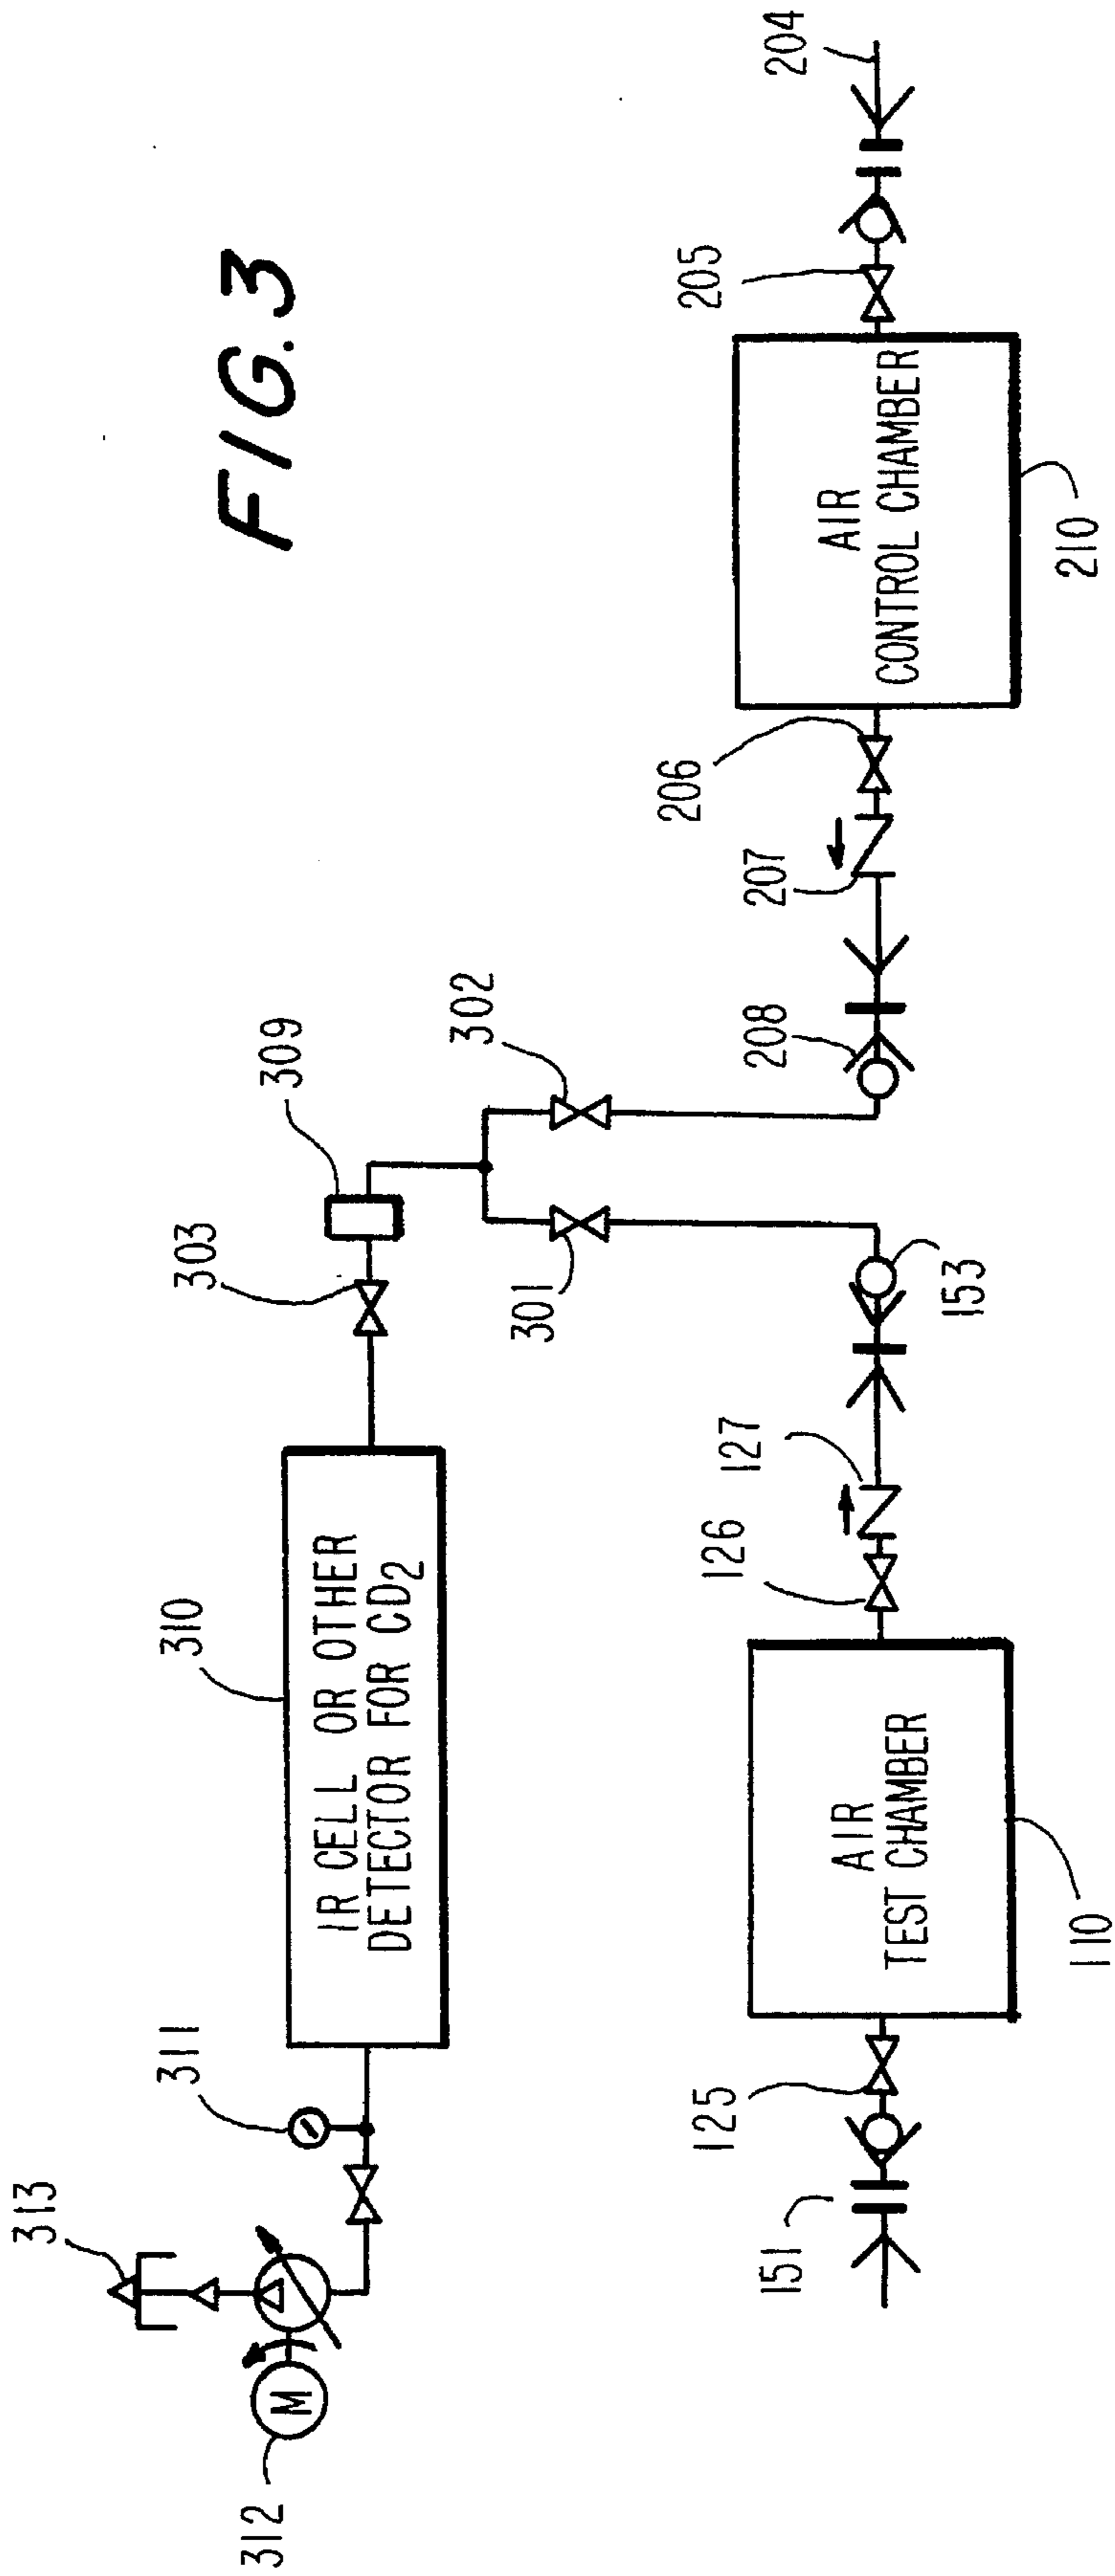 FIG. 3
313
312
311
310
IR CELL OR OTHER
DETECTOR FOR CD2
303
309
301
302
151
125
AIR
TEST CHAMBER
110
126
127
153
208
207
206
AIR
CONTROL CHAMBER
210
205
204
M